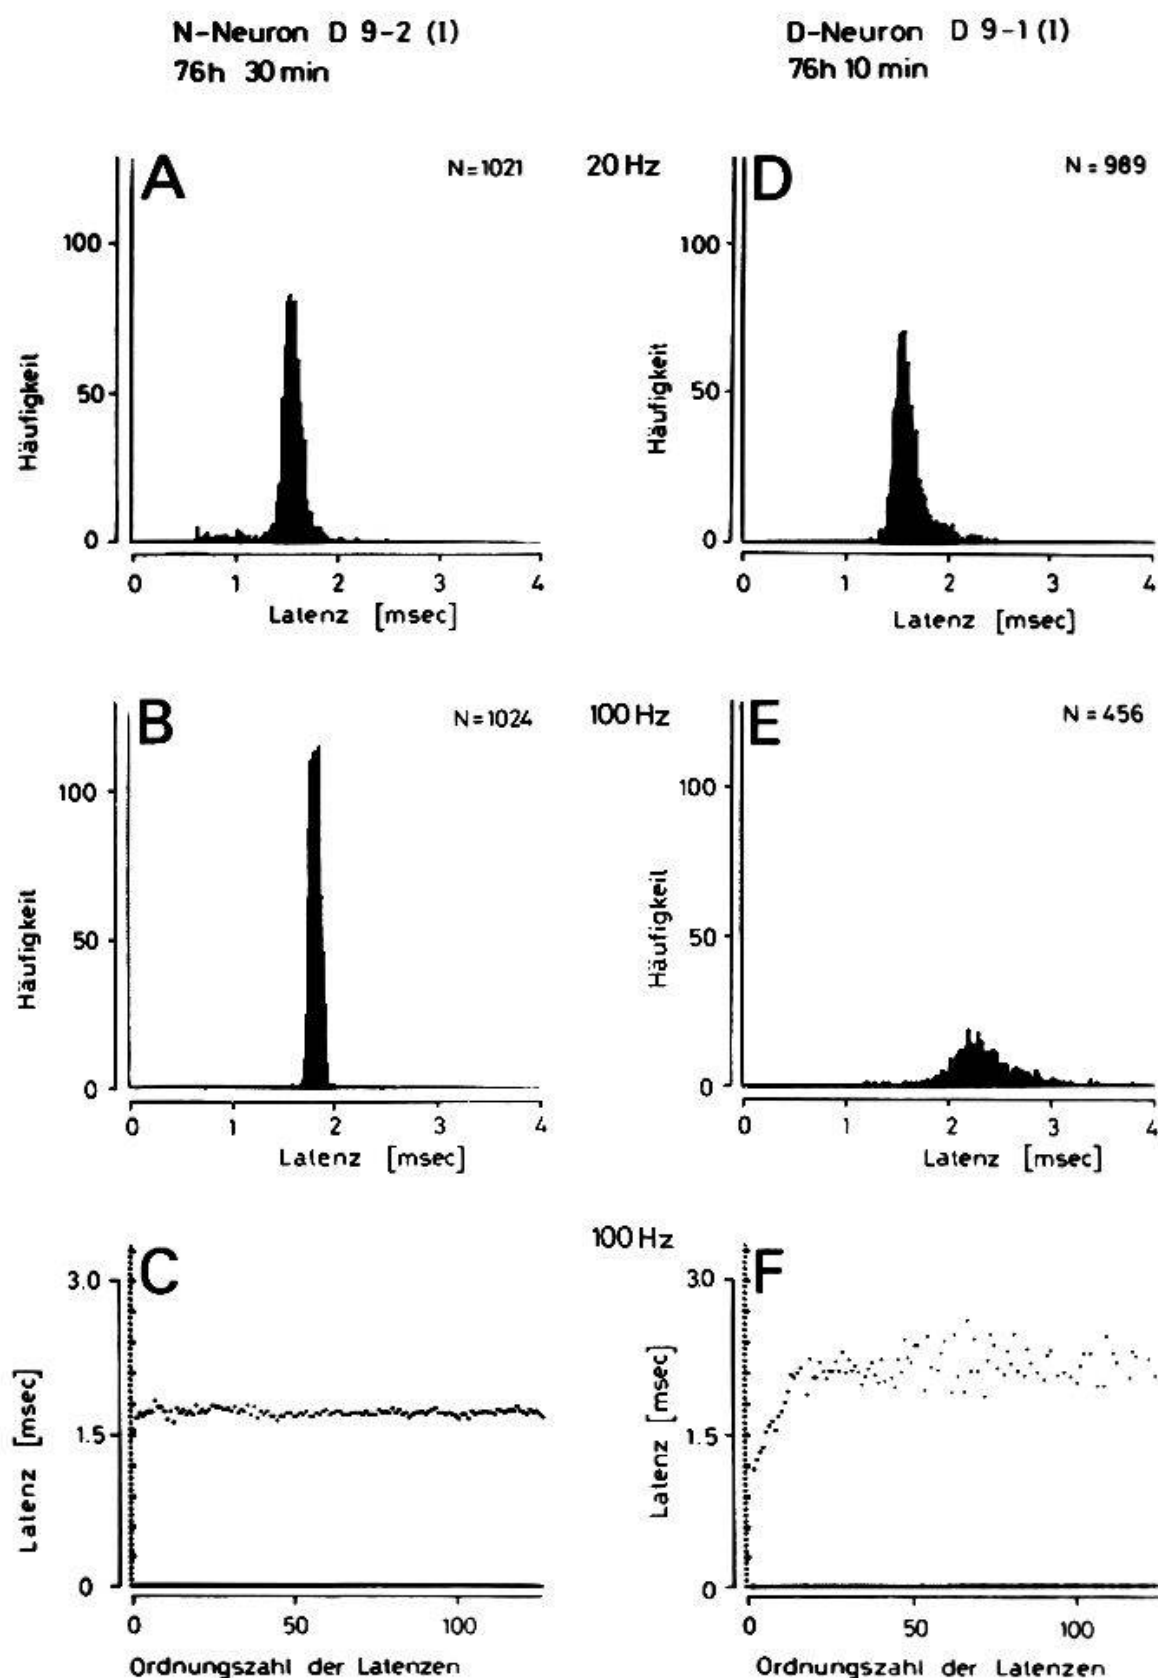 N-Neuron D 9-2 (I)
76h 30 min
D-Neuron D 9-1 (I)
76h 10 min
A
N=1021
20 Hz
D
N = 989
100
50
0
Häufigkeit
0 1 2 3 4
Latenz [msec]
100
50
0
Häufigkeit
0 1 2 3 4
Latenz [msec]
B
N=1024
100 Hz
E
N = 456
100
50
0
Häufigkeit
0 1 2 3 4
Latenz [msec]
100
50
0
Häufigkeit
0 1 2 3 4
Latenz [msec]
C
100 Hz
F
3.0
1.5
0
Latenz [msec]
0 50 100
Ordnungszahl der Latenzen
3.0
1.5
0
Latenz [msec]
0 50 100
Ordnungszahl der Latenzen